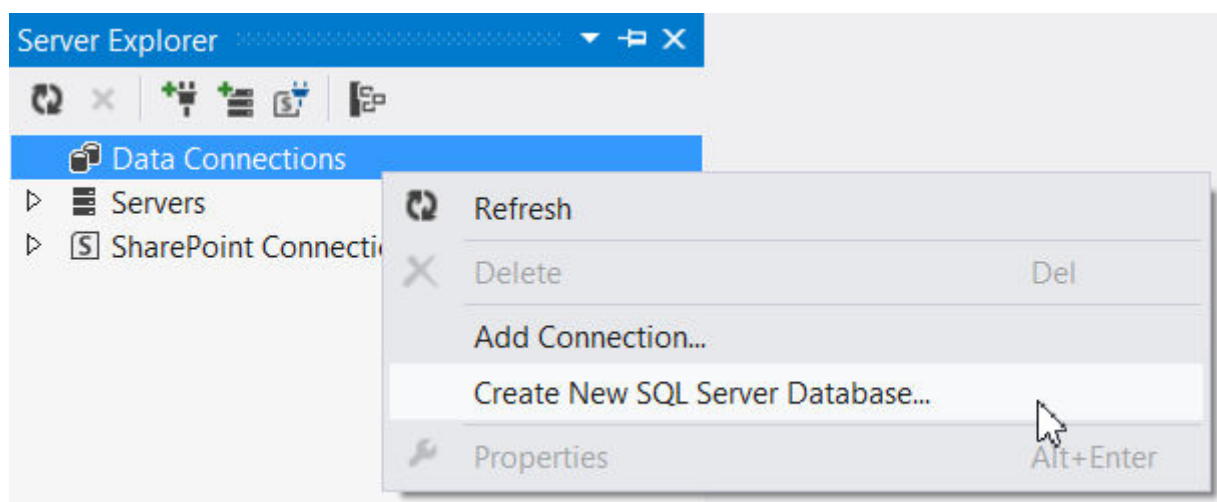 Server Explorer
Data Connections
Servers
SharePoint Connecti
Refresh
Delete Del
Add Connection...
Create New SQL Server Database...
Properties Alt+Enter